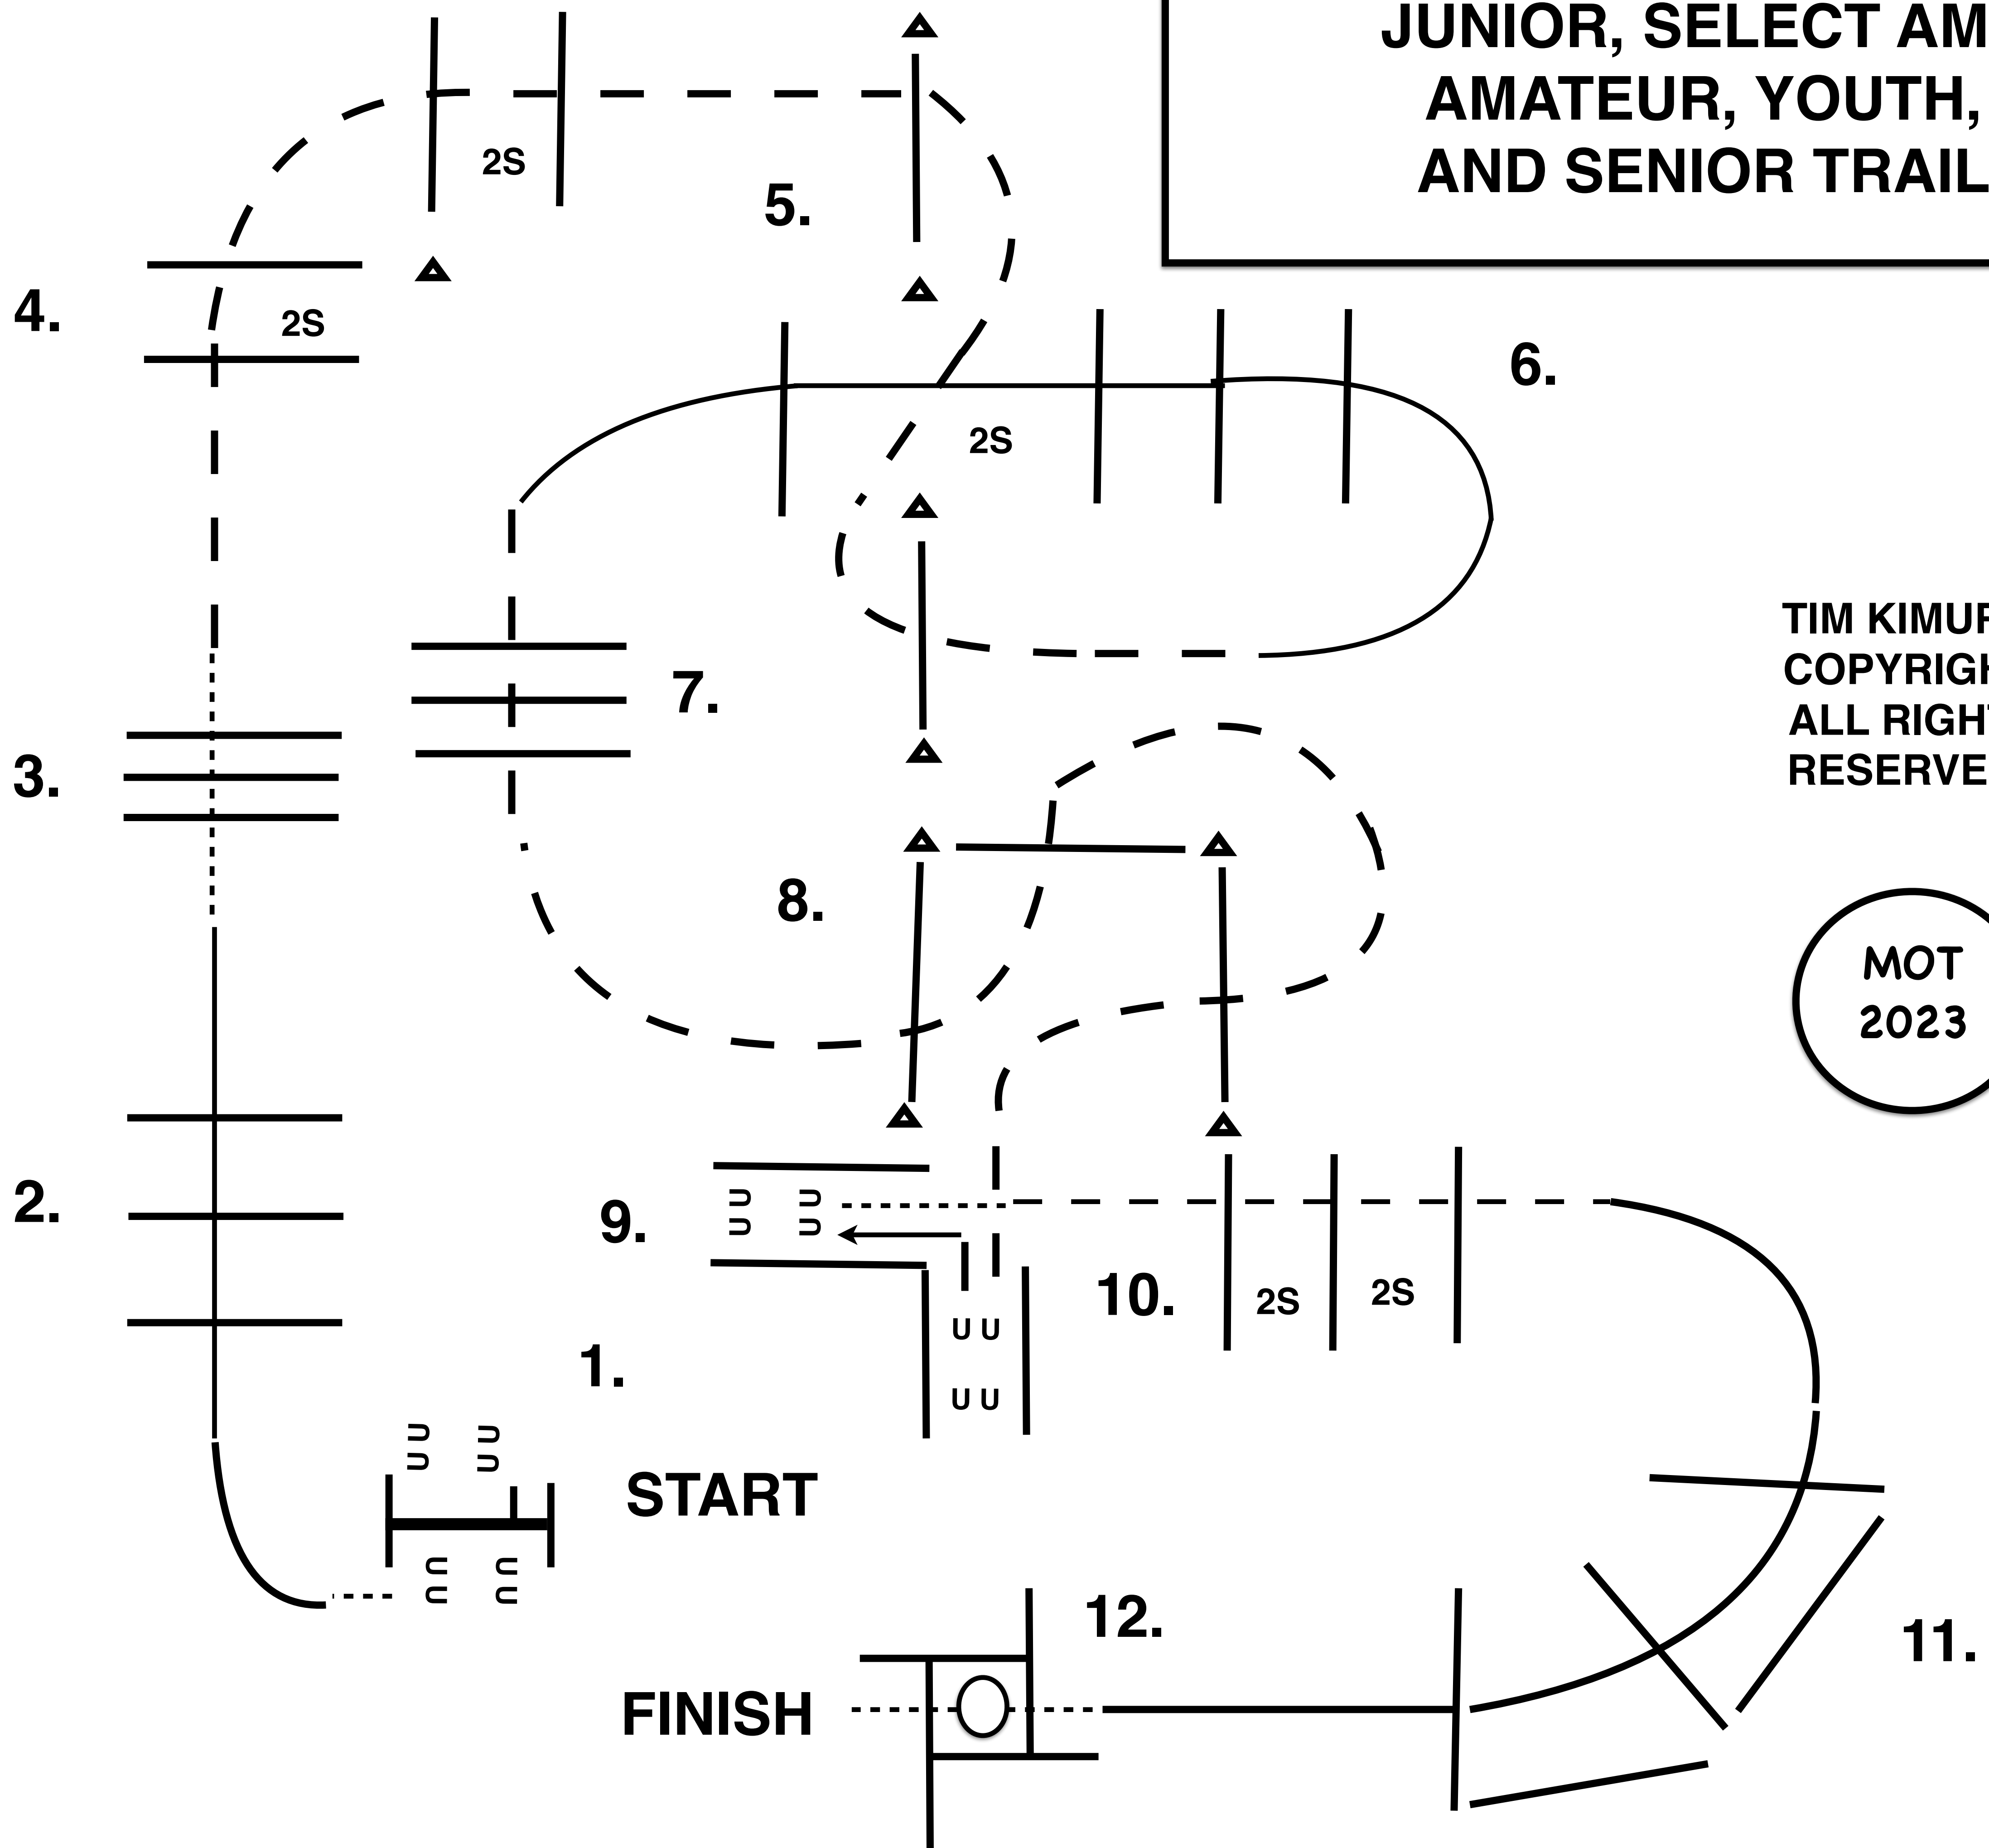 JUNIOR, SELECT AM
AMATEUR, YOUTH,
AND SENIOR TRAIL
2S
5.
4.
2S
6.
2S
TIM KIMUR
COPYRIGH
ALL RIGHT
RESERVE
7.
3.
8.
MOT
2023
2.
9.
U U
U U
10.
2S
2S
U U
U U
1.
U U
U U
START
U U
U U
12.
11.
FINISH